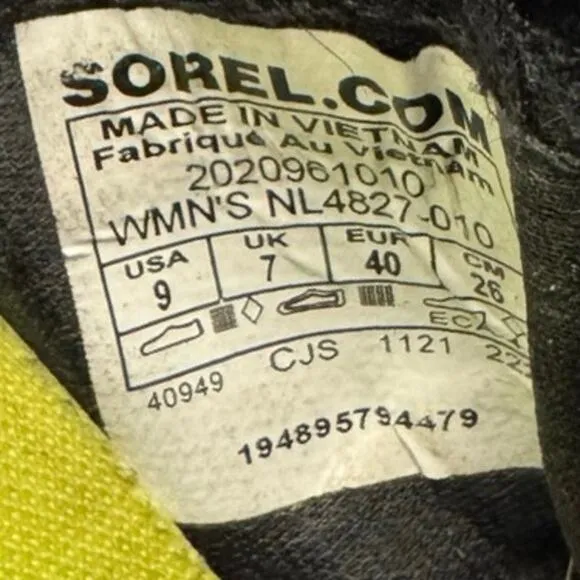 SOREL.COM
MADE IN VIETNAM
Fabriqué Au Vietnam
2020961010
WMN'S NL4827-010
USA UK EUR CM
9 7 40 26
EC2
40949 CJS 1121
194895794479